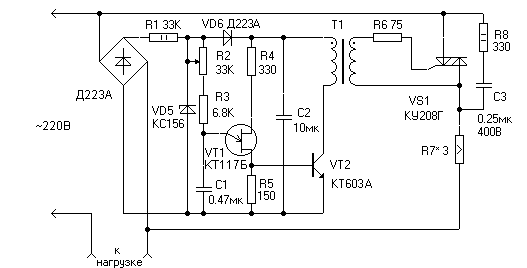 R1 33K
VD6 Д223А
T1
R6 75
R8
330
R2
33K
R4
330
Д223А
R3
6.8K
C2
10мк
C3
0.25мк
400В
VS1
КУ208Г
~220В
VD5
КС156
VT1
КТ117Б
R7* 3
VT2
КТ603А
C1
0.47мк
R5
150
к
нагрузке